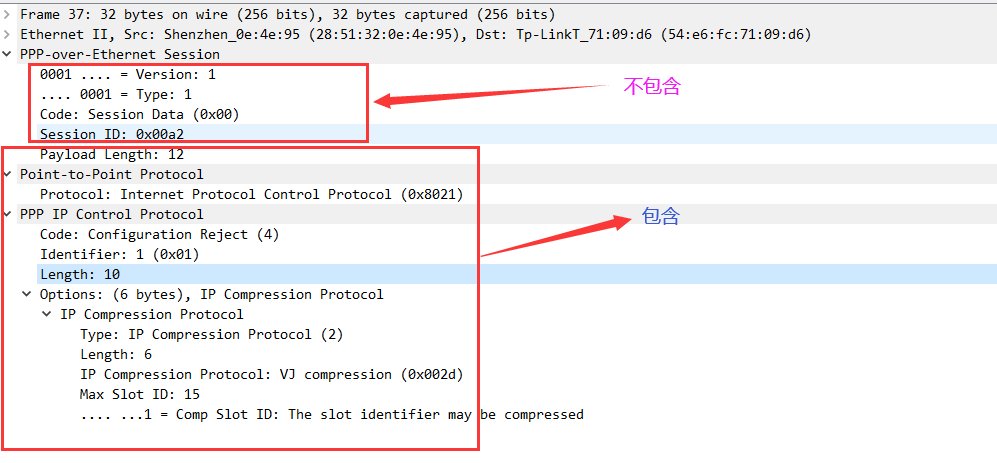 Frame 37: 32 bytes on wire (256 bits), 32 bytes captured (256 bits)
Ethernet II, Src: Shenzhen_0e:4e:95 (28:51:32:0e:4e:95), Dst: Tp-LinkT_71:09:d6 (54:e6:fc:71:09:d6)
PPP-over-Ethernet Session
0001 .... = Version: 1
.... 0001 = Type: 1
不包含
Code: Session Data (0x00)
Session ID: 0x00a2
Payload Length: 12
Point-to-Point Protocol
Protocol: Internet Protocol Control Protocol (0x8021)
PPP IP Control Protocol
包含
Code: Configuration Reject (4)
Identifier: 1 (0x01)
Length: 10
Options: (6 bytes), IP Compression Protocol
IP Compression Protocol
Type: IP Compression Protocol (2)
Length: 6
IP Compression Protocol: VJ compression (0x002d)
Max Slot ID: 15
.... ...1 = Comp Slot ID: The slot identifier may be compressed